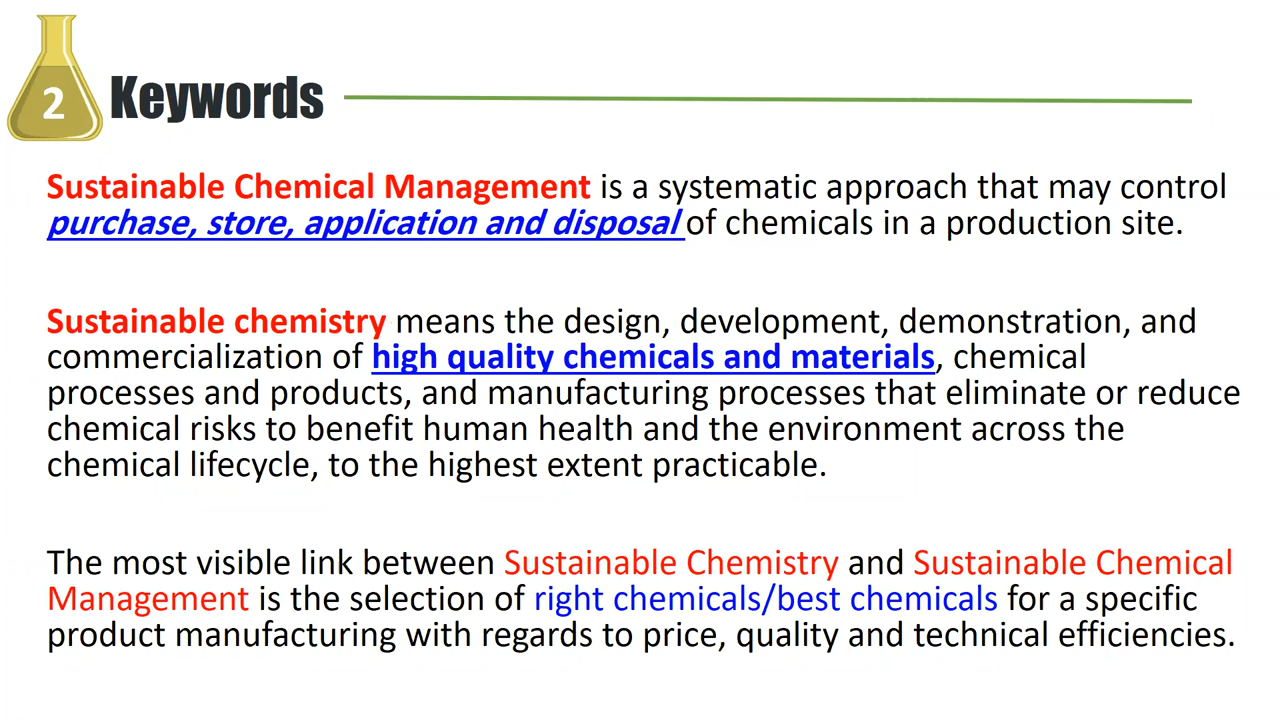 2
Keywords
Sustainable Chemical Management is a systematic approach that may control
purchase, store, application and disposal of chemicals in a production site.
Sustainable chemistry means the design, development, demonstration, and
commercialization of high quality chemicals and materials, chemical
processes and products, and manufacturing processes that eliminate or reduce
chemical risks to benefit human health and the environment across the
chemical lifecycle, to the highest extent practicable.
The most visible link between Sustainable Chemistry and Sustainable Chemical
Management is the selection of right chemicals/best chemicals for a specific
product manufacturing with regards to price, quality and technical efficiencies.